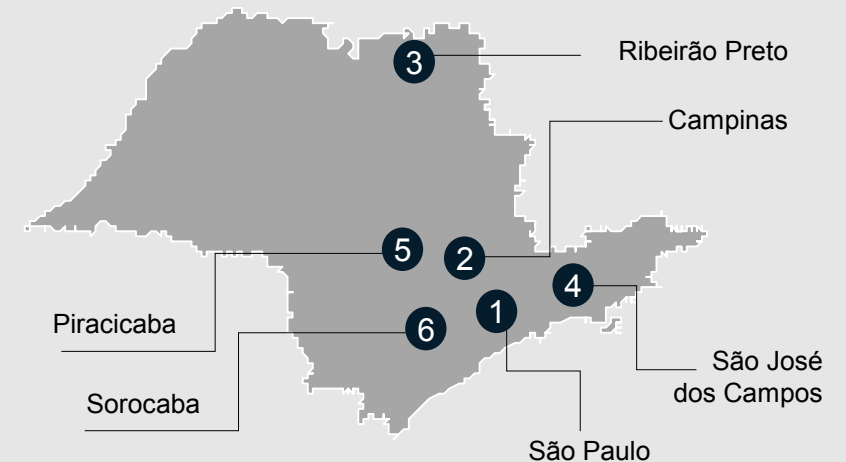 3
Ribeirão Preto
Campinas
5
2
4
1
6
Piracicaba
São José
dos Campos
Sorocaba
São Paulo